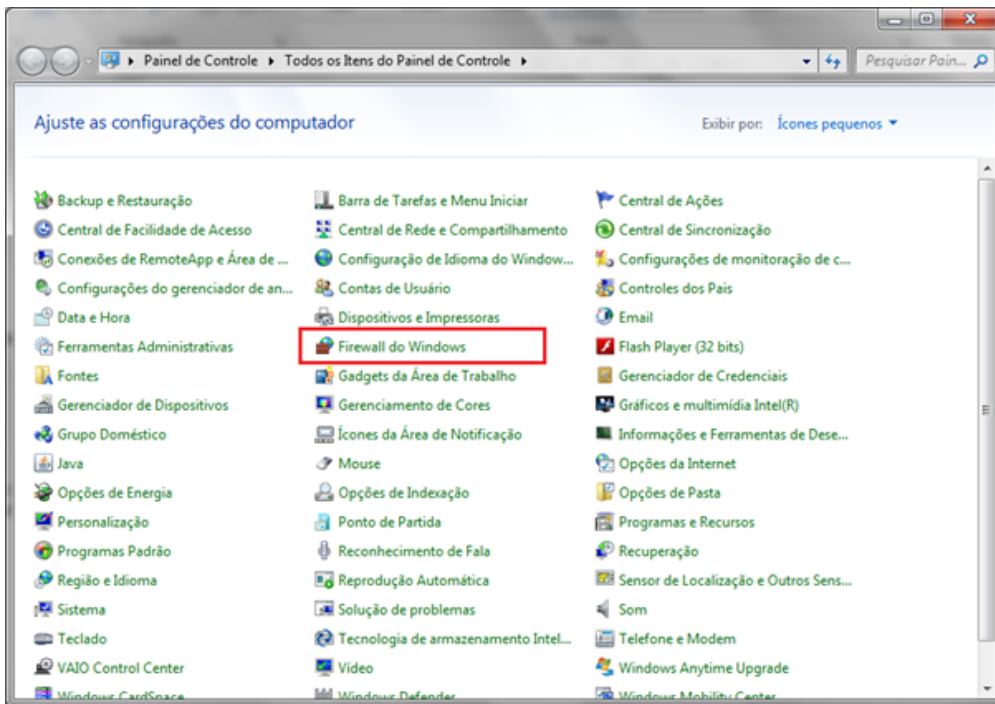 Painel de Controle
Todos os Itens do Painel de Controle
Pesquisar Pain...
Ajuste as configurações do computador
Exibir por: Ícones pequenos
Backup e Restauração
Barra de Tarefas e Menu Iniciar
Central de Ações
Central de Facilidade de Acesso
Central de Rede e Compartilhamento
Central de Sincronização
Conexões de RemoteApp e Área de ...
Configuração de Idioma do Window...
Configurações de monitoração de c...
Configurações do gerenciador de an...
Contas de Usuário
Controles dos Pais
Data e Hora
Dispositivos e Impressoras
Email
Ferramentas Administrativas
Firewall do Windows
Flash Player (32 bits)
Fontes
Gadgets da Área de Trabalho
Gerenciador de Credenciais
Gerenciador de Dispositivos
Gerenciamento de Cores
Gráficos e multimídia Intel(R)
Grupo Doméstico
Ícones da Área de Notificação
Informações e Ferramentas de Dese...
Java
Mouse
Opções da Internet
Opções de Energia
Opções de Indexação
Opções de Pasta
Personalização
Ponto de Partida
Programas e Recursos
Programas Padrão
Reconhecimento de Fala
Recuperação
Região e Idioma
Reprodução Automática
Sensor de Localização e Outros Sens...
Sistema
Solução de problemas
Som
Teclado
Tecnologia de armazenamento Intel...
Telefone e Modem
VAIO Control Center
Vídeo
Windows Anytime Upgrade
Windows CardSpace
Windows Defender
Windows Mobility Center